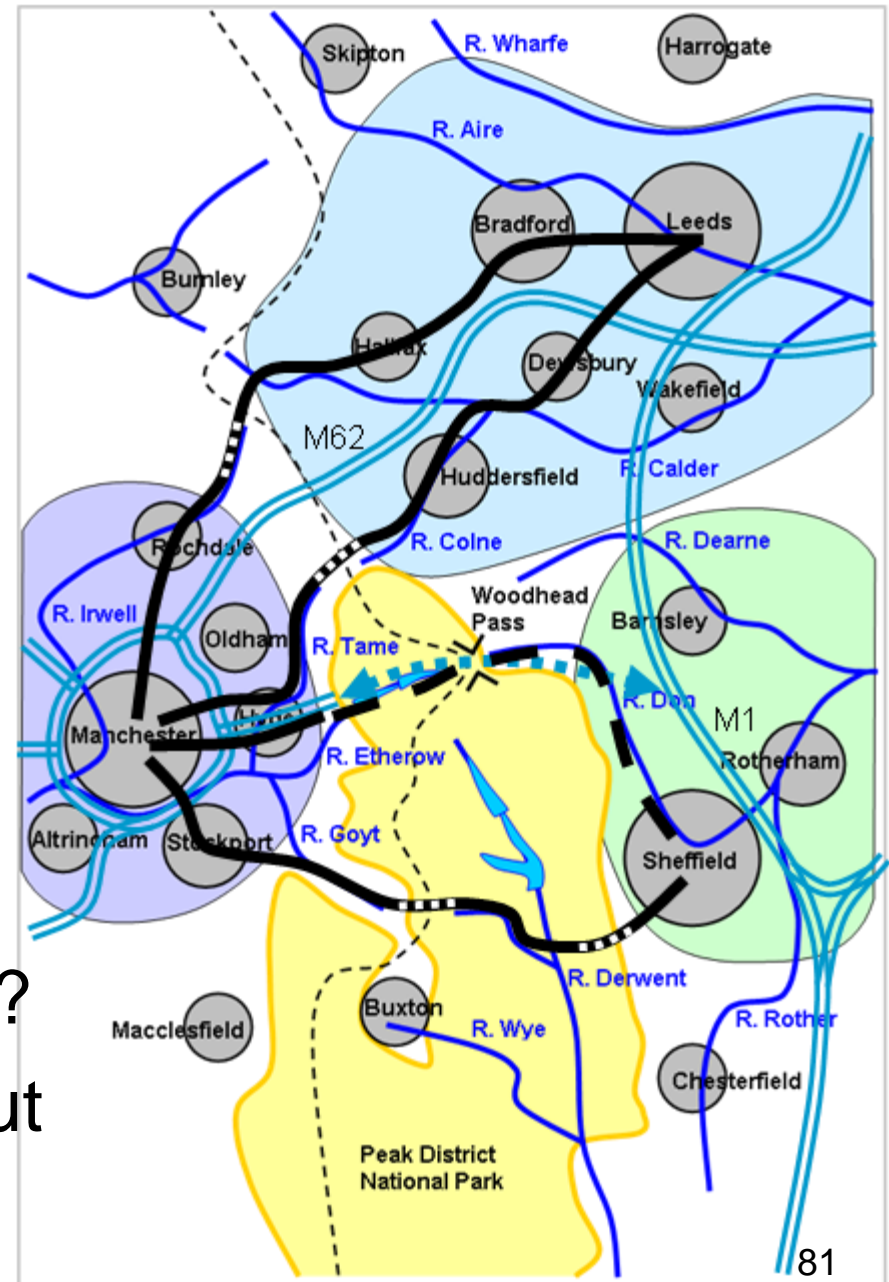 Skipton
R. Wharfe
Harrogate
R. Aire
Bradford
Leeds
Burnley
Halifax
Dewsbury
Wakefield
M62
Huddersfield
R. Calder
R. Colne
R. Dearne
Rochdale
Woodhead
Pass
R. Irwell
Oldham
R. Tame
Barnsley
R. Don
M1
Manchester
Hyde
R. Etherow
Rotherham
Altrincham
Stockport
R. Goyt
Sheffield
?
R. Derwent
Macclesfield
Buxton
R. Wye
R. Rother
ut
Chesterfield
Peak District
National Park
81